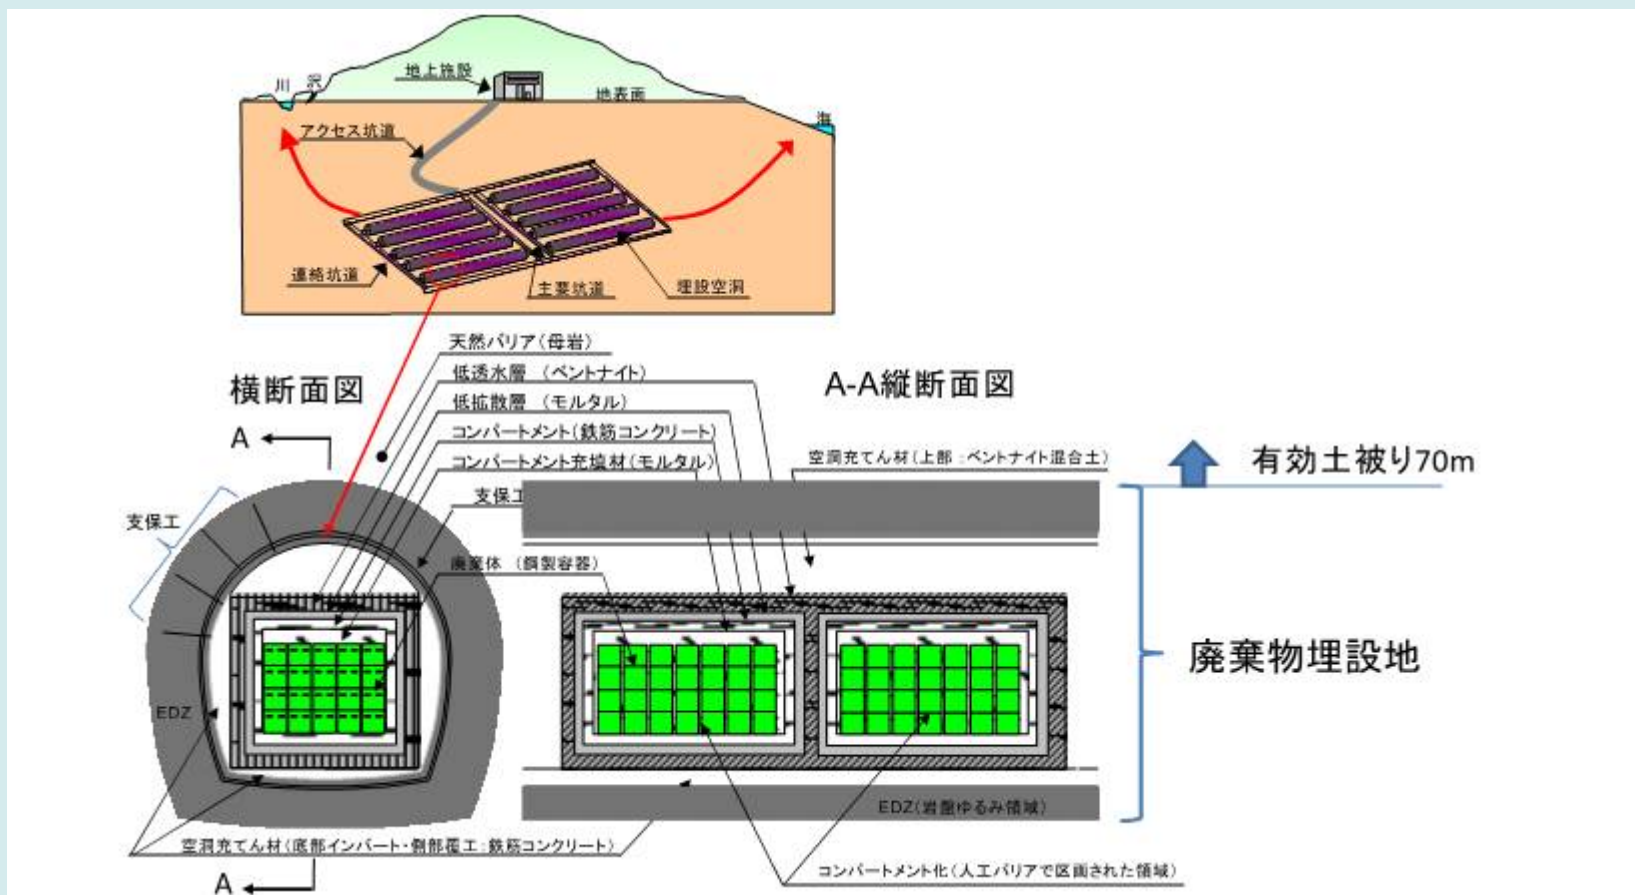 地上施設
川
沢
地表面
海
アクセス坑道
連絡坑道
主要坑道
埋設空洞
天然バリア(母岩)
横断面図
低透水層 (ベントナイト)
A-A縦断面図
低拡散層 (モルタル)
A
コンパートメント(鉄筋コンクリート)
コンパートメント充填材(モルタル)
空洞充てん材(上部:ベントナイト混合土)
有効土被り70m
支保工
支保工
廃棄体 (鋼製容器)
廃棄物埋設地
EDZ
EDZ(岩盤ゆるみ領域)
空洞充てん材(底部インバート・側部覆工:鉄筋コンクリート)
コンパートメント化(人工バリアで区画された領域)
A